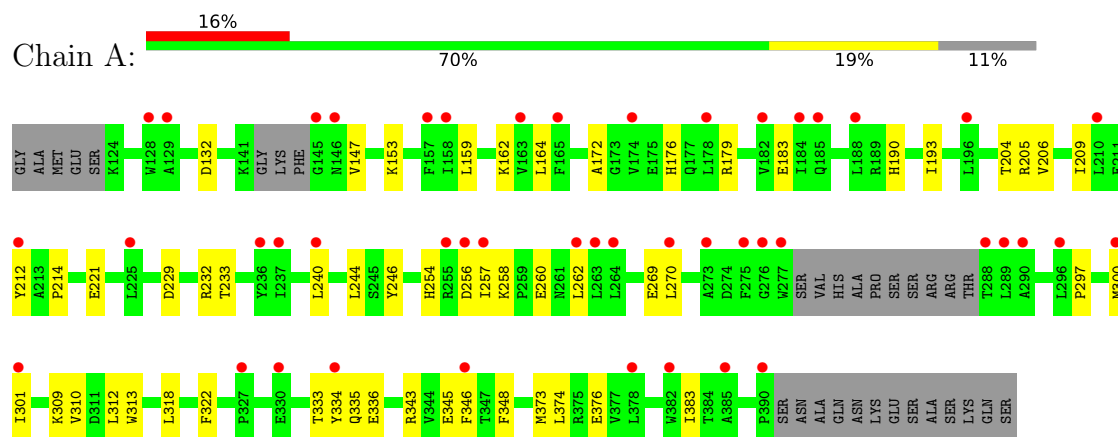 16%
Chain A:
70% 19% 11%
GLY ALA MET GLU SER K124 W128 A129 D132 K141 GLY LYS PHE G145 N146 V147 K153 F157 I158 L159 K162 V163 L164 F165 A172 G173 V174 E175 H176 Q177 L178 R179 V182 E183 I184 Q185 L188 R189 H190 I193 L196 T204 R205 V206 I209 L210 E211
Y212 A213 P214 E221 L225 D229 R232 T233 Y236 I237 L240 L244 S245 Y246 H254 R255 D256 I257 K258 P259 E260 N261 L262 L263 L264 E269 L270 A273 D274 F275 G276 W277 SER VAL HIS ALA PRO SER SER ARG ARG THR T288 L289 A290 L296 P297 M300
I301 K309 V310 D311 L312 W313 L318 F322 P327 E330 T333 Y334 Q335 E336 R343 V344 E345 F346 T347 F348 M373 L374 R375 E376 V377 L378 W382 I383 T384 A385 P390 SER ASN ALA GLN ASN LYS GLU SER ALA SER LYS GLN SER